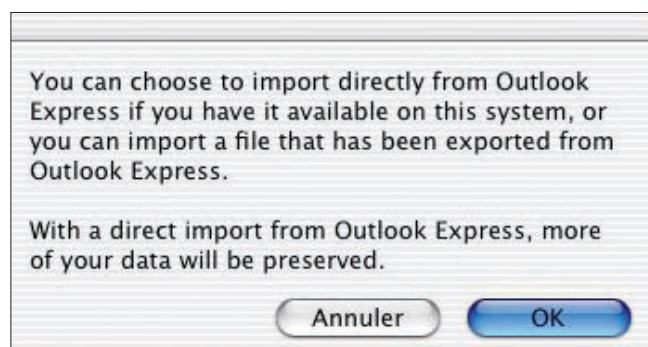 You can choose to import directly from Outlook
Express if you have it available on this system, or
you can import a file that has been exported from
Outlook Express.
With a direct import from Outlook Express, more
of your data will be preserved.
Annuler
OK